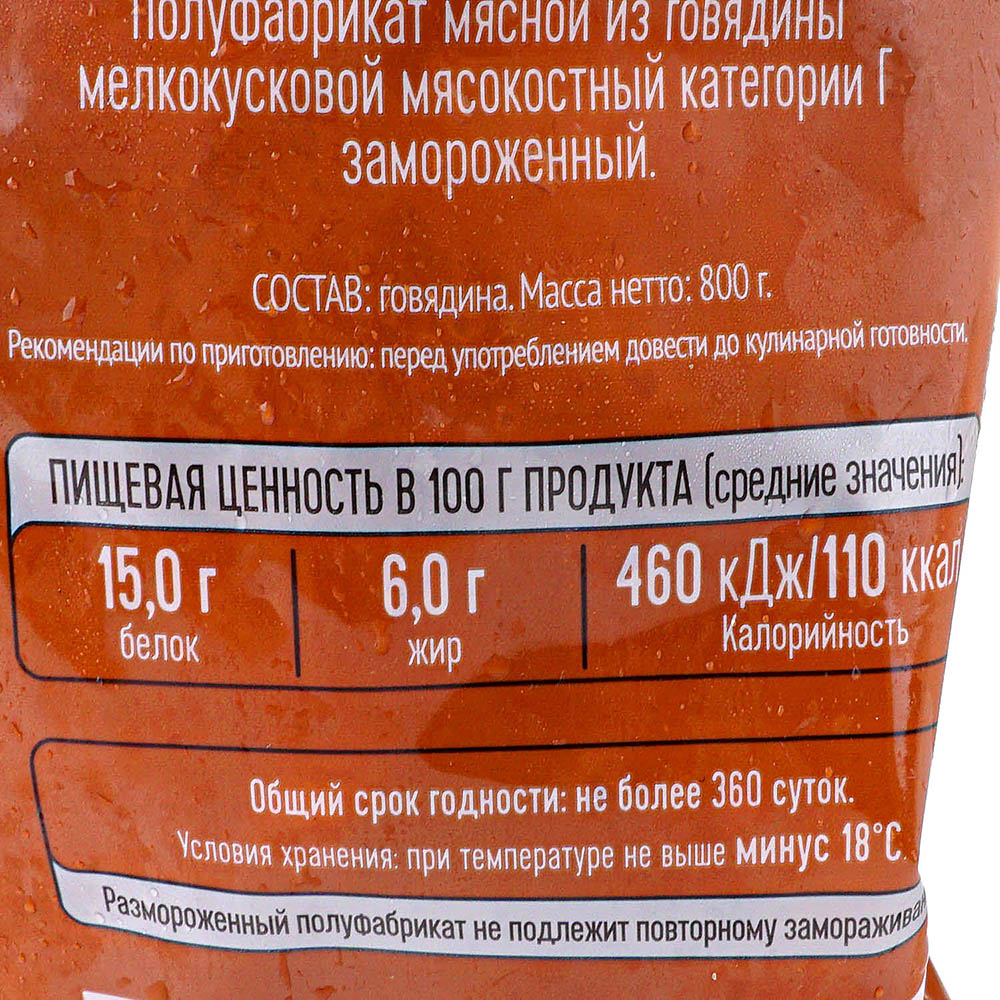 Полуфабрикат мясной из говядины
мелкокусковой мясокостный категории Г
замороженный.
СОСТАВ: говядина. Масса нетто: 800 г.
Рекомендации по приготовлению: перед употреблением довести до кулинарной готовности.
ПИЩЕВАЯ ЦЕННОСТЬ В 100 Г ПРОДУКТА (средние значения):
15,0 г
белок
6,0 г
жир
460 кДж/110 ккал
Калорийность
Общий срок годности: не более 360 суток.
Условия хранения: при температуре не выше минус 18°С.
Размороженный полуфабрикат не подлежит повторному